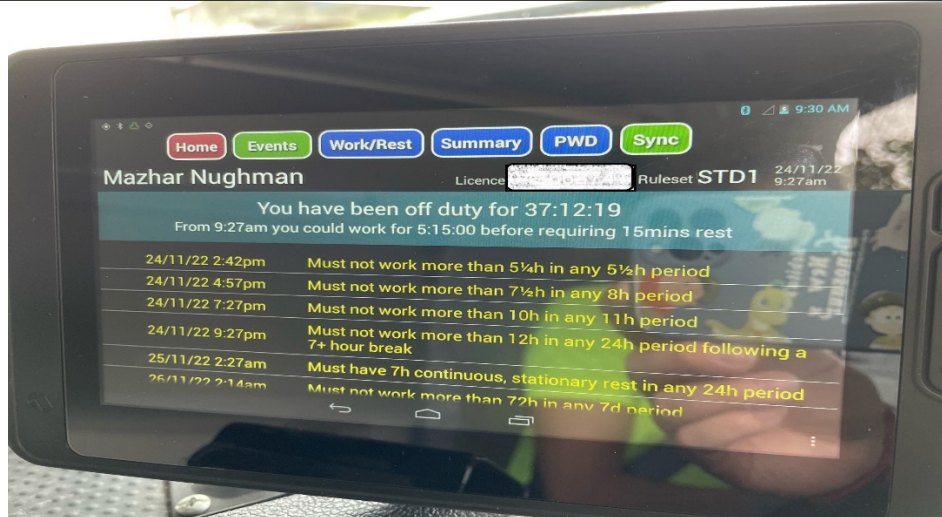 9:30 AM
Home Events Work/Rest Summary PWD Sync
Mazhar Nughman Licence Ruleset STD1 24/11/22
9:27am
You have been off duty for 37:12:19
From 9:27am you could work for 5:15:00 before requiring 15mins rest
24/11/22 2:42pm Must not work more than 5¼h in any 5½h period
24/11/22 4:57pm Must not work more than 7½h in any 8h period
24/11/22 7:27pm Must not work more than 10h in any 11h period
24/11/22 9:27pm Must not work more than 12h in any 24h period following a
7+ hour break
25/11/22 2:27am Must have 7h continuous, stationary rest in any 24h period
26/11/22 2:14am Must not work more than 72h in any 7d period